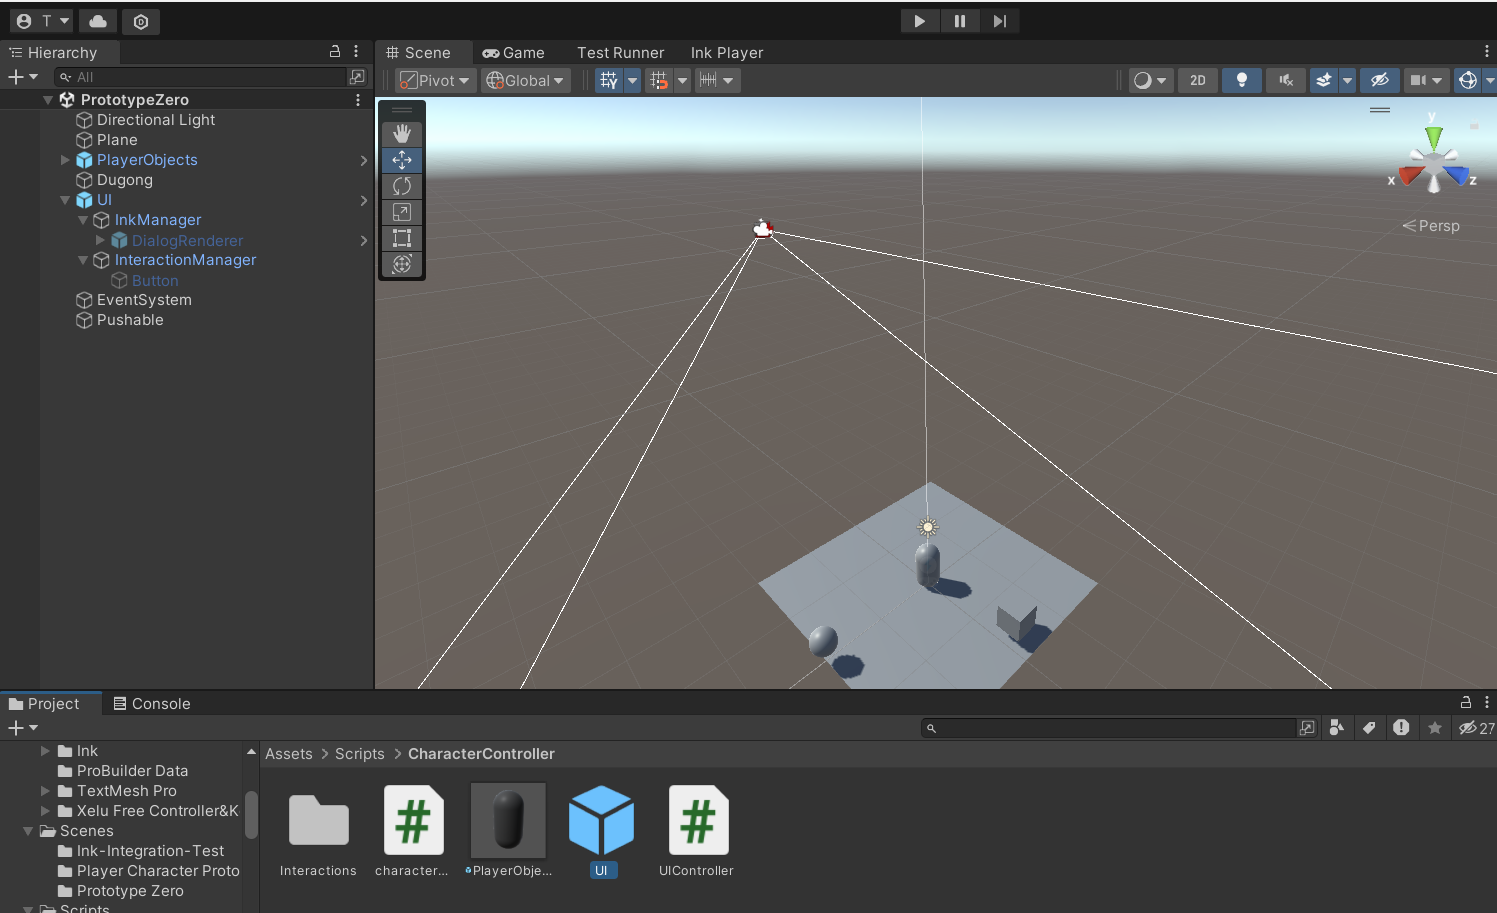 T
Hierarchy
Scene
Game
Test Runner
Ink Player
All
Pivot
Global
2D
PrototypeZero
Directional Light
Plane
PlayerObjects
Dugong
UI
InkManager
DialogRenderer
InteractionManager
Button
EventSystem
Pushable
y
x
z
Persp
Project
Console
27
Ink
ProBuilder Data
TextMesh Pro
Xelu Free Controller&K
Scenes
Ink-Integration-Test
Player Character Proto
Prototype Zero
Scripts
Assets > Scripts > CharacterController
Interactions
character...
PlayerObje...
UI
UIController